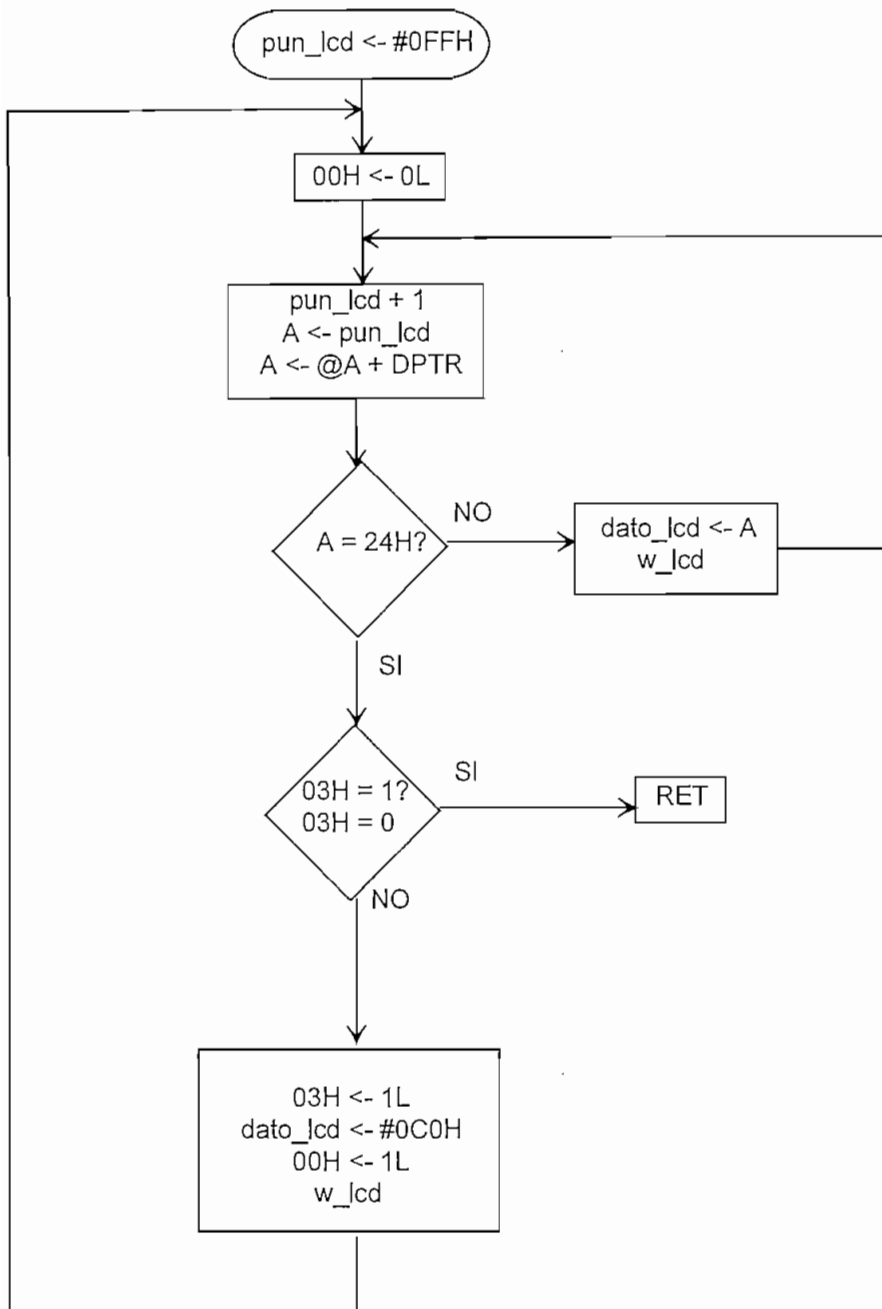 pun_lcd <- #0FFH
00H <- 0L
pun_lcd + 1
A <- pun_lcd
A <- @A + DPTR
A = 24H?
NO
dato_lcd <- A
w_lcd
SI
03H = 1?
03H = 0
SI
RET
NO
03H <- 1L
dato_lcd <- #0C0H
00H <- 1L
w_lcd